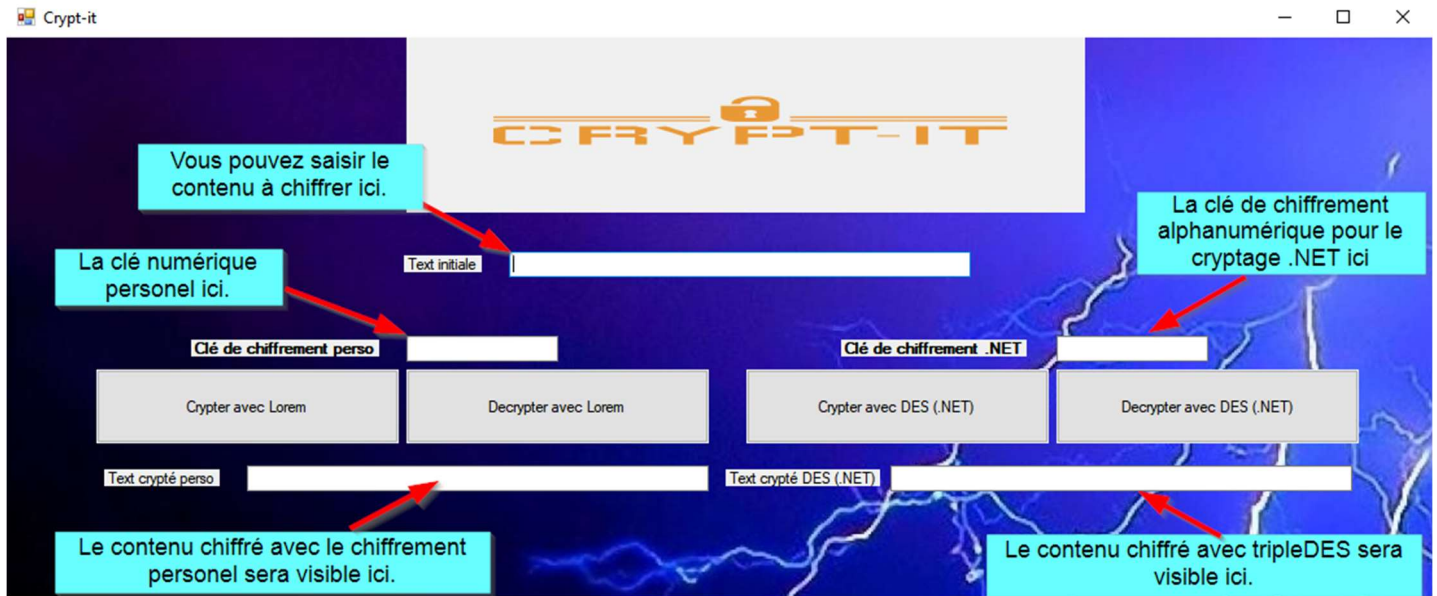 Crypt-it
CRYPT-IT
Vous pouvez saisir le
contenu à chiffrer ici.
La clé de chiffrement
alphanumérique pour le
cryptage .NET ici
La clé numérique
personel ici.
Text initiale
Clé de chiffrement perso
Clé de chiffrement .NET
Crypter avec Lorem
Decrypter avec Lorem
Crypter avec DES (.NET)
Decrypter avec DES (.NET)
Text crypté perso
Text crypté DES (.NET)
Le contenu chiffré avec le chiffrement
personel sera visible ici.
Le contenu chiffré avec tripleDES sera
visible ici.